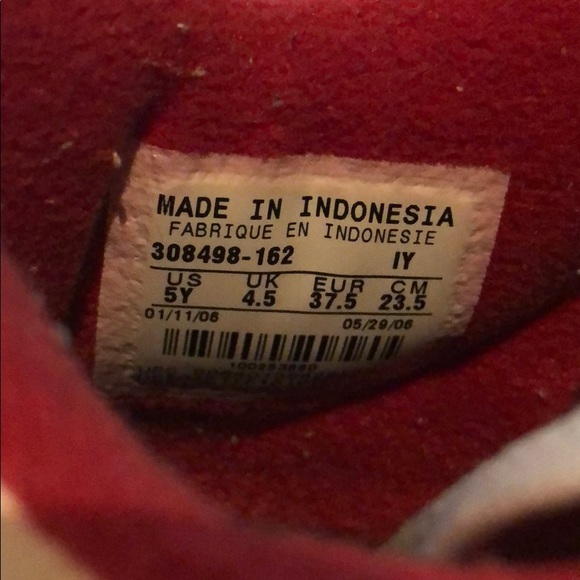 MADE IN INDONESIA
FABRIQUE EN INDONESIE
308498-162 IY
US UK EUR CM
5Y 4.5 37.5 23.5
01/11/06 05/29/06